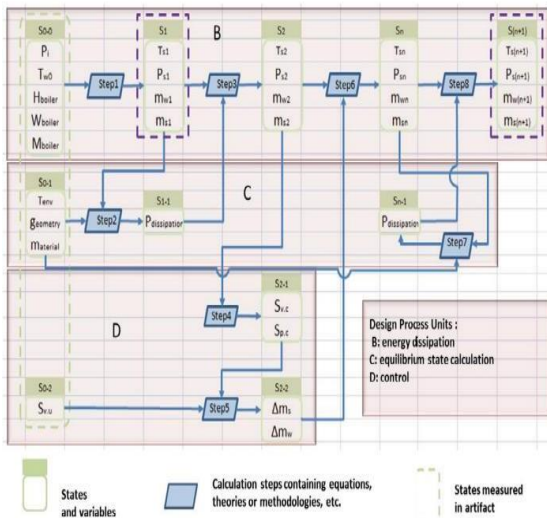 B
S0-0
Pi
Tw0
Hboiler
Wboiler
Mboiler
Step1
S1
Ts1
Ps1
mw1
ms1
Step3
S2
Ts2
Ps2
mw2
ms2
Step6
Sn
Tsn
Psn
mwn
msn
Step8
S(n+1)
Ts(n+1)
Ps(n+1)
mw(n+1)
ms(n+1)
C
S0-1
Tenv
geometry
material
Step2
S1-1
Pdissipation
Sn-1
Pdissipation
Step7
D
Step4
S2-1
Sv.c
Sp.c
S0-2
Sv.u
Step5
S2-2
Δms
Δmw
Design Process Units :
B: energy dissipation
C: equilibrium state calculation
D: control
States
and variables
Calculation steps containing equations,
theories or methodologies, etc.
States measured
in artifact